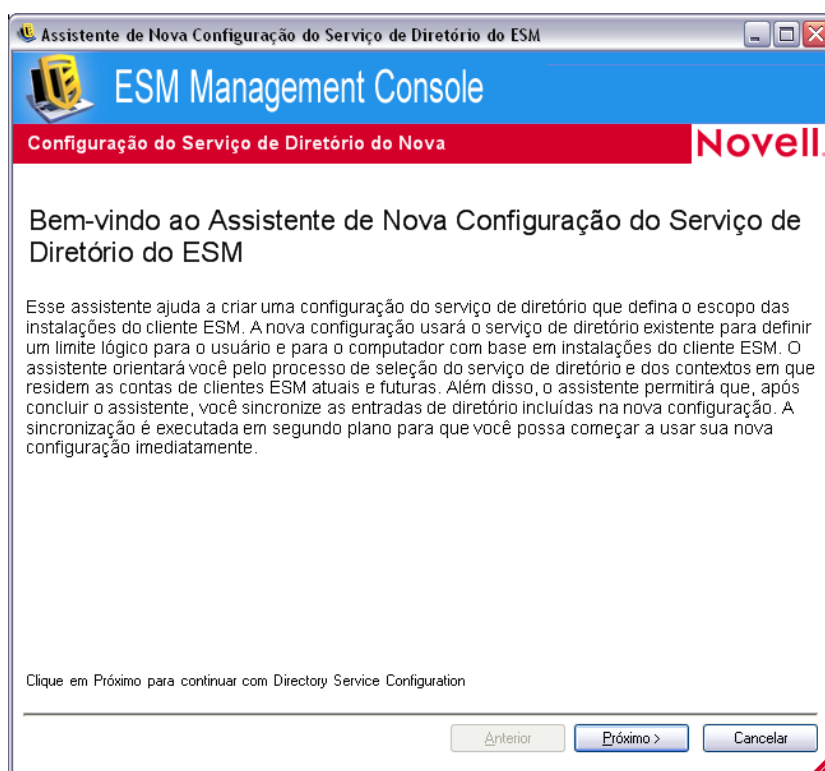 Assistente de Nova Configuração do Serviço de Diretório do ESM
ESM Management Console
Configuração do Serviço de Diretório do Nova
Novell.
Bem-vindo ao Assistente de Nova Configuração do Serviço de
Diretório do ESM
Esse assistente ajuda a criar uma configuração do serviço de diretório que defina o escopo das
instalações do cliente ESM. A nova configuração usará o serviço de diretório existente para definir
um limite lógico para o usuário e para o computador com base em instalações do cliente ESM. O
assistente orientará você pelo processo de seleção do serviço de diretório e dos contextos em que
residem as contas de clientes ESM atuais e futuras. Além disso, o assistente permitirá que, após
concluir o assistente, você sincronize as entradas de diretório incluídas na nova configuração. A
sincronização é executada em segundo plano para que você possa começar a usar sua nova
configuração imediatamente.
Clique em Próximo para continuar com Directory Service Configuration
Anterior
Próximo >
Cancelar